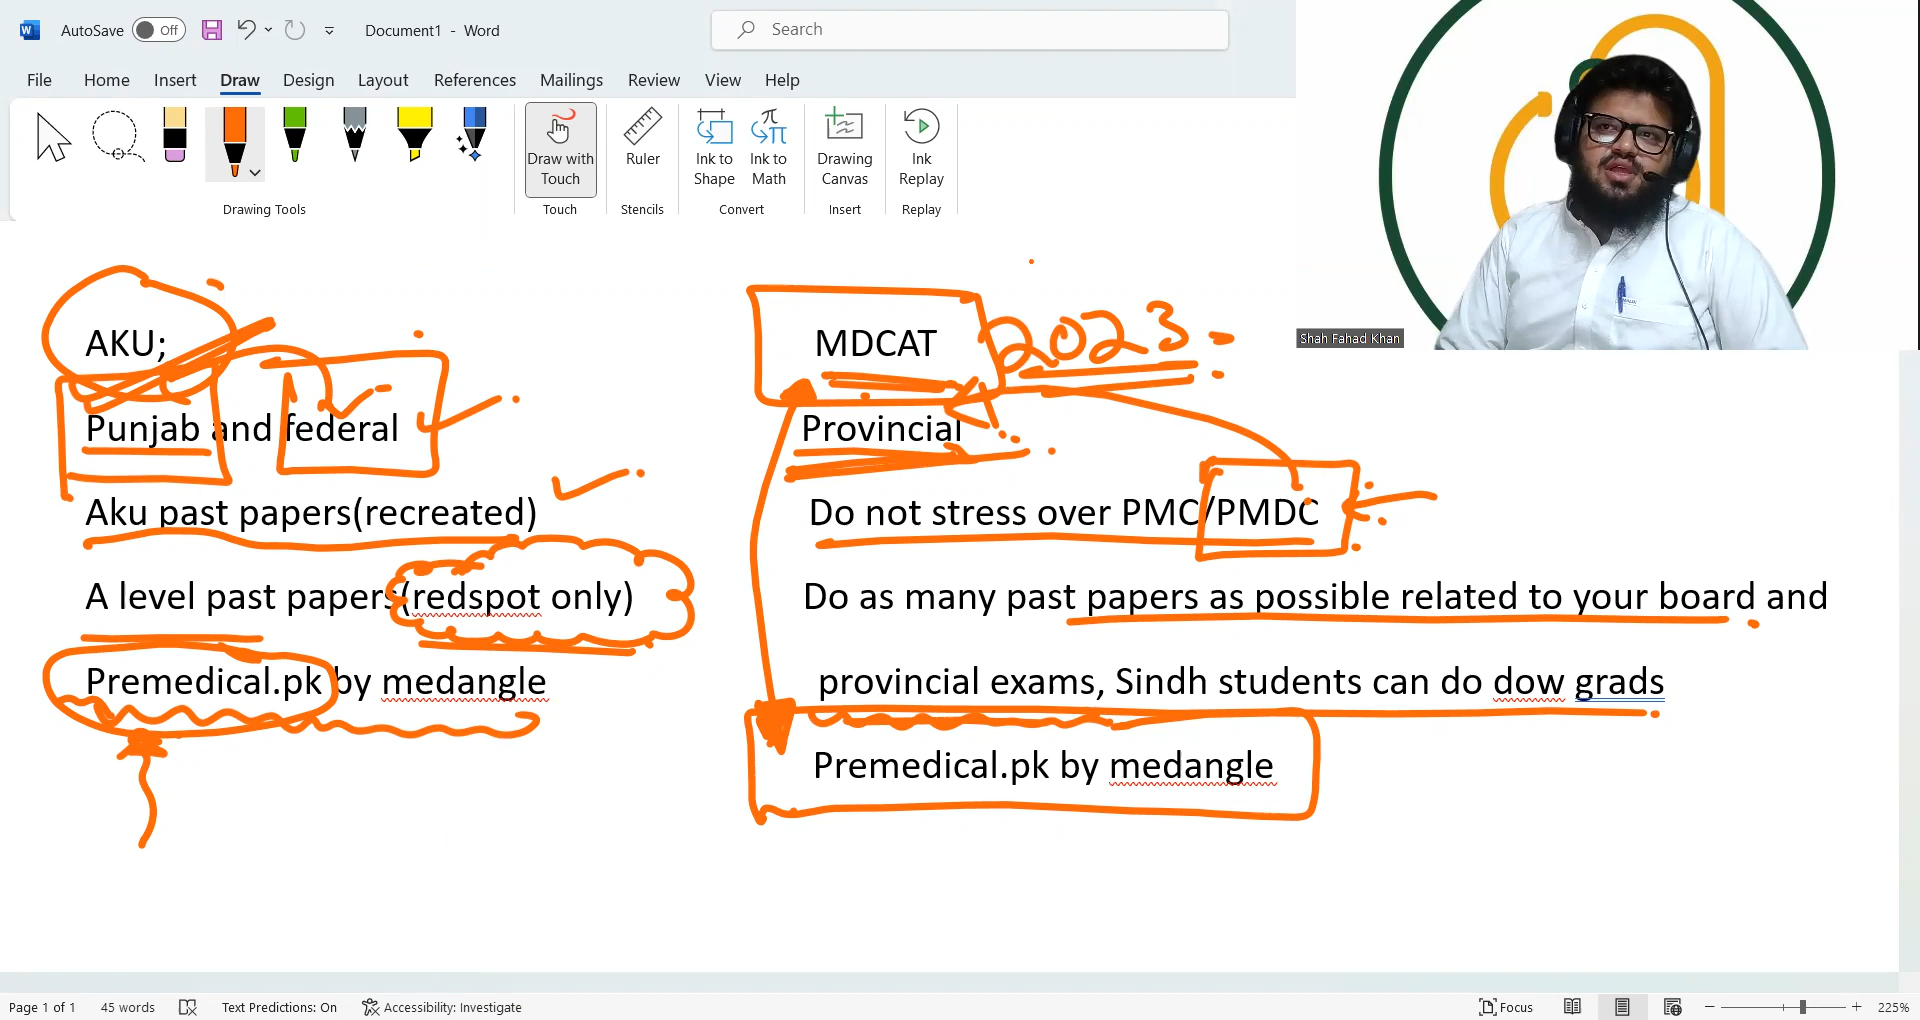 AutoSave Off Document1 - Word Search
File Home Insert Draw Design Layout References Mailings Review View Help
Draw with Touch Ruler Ink to Shape Ink to Math Drawing Canvas Ink Replay
Drawing Tools Touch Stencils Convert Insert Replay
Shah Fahad Khan
AKU;
Punjab and federal
Aku past papers(recreated)
A level past papers(redspot only)
Premedical.pk by medangle
MDCAT 2023
Provincial
Do not stress over PMC/PMDC
Do as many past papers as possible related to your board and
provincial exams, Sindh students can do dow grads
Premedical.pk by medangle
Page 1 of 1 45 words Text Predictions: On Accessibility: Investigate Focus 225%